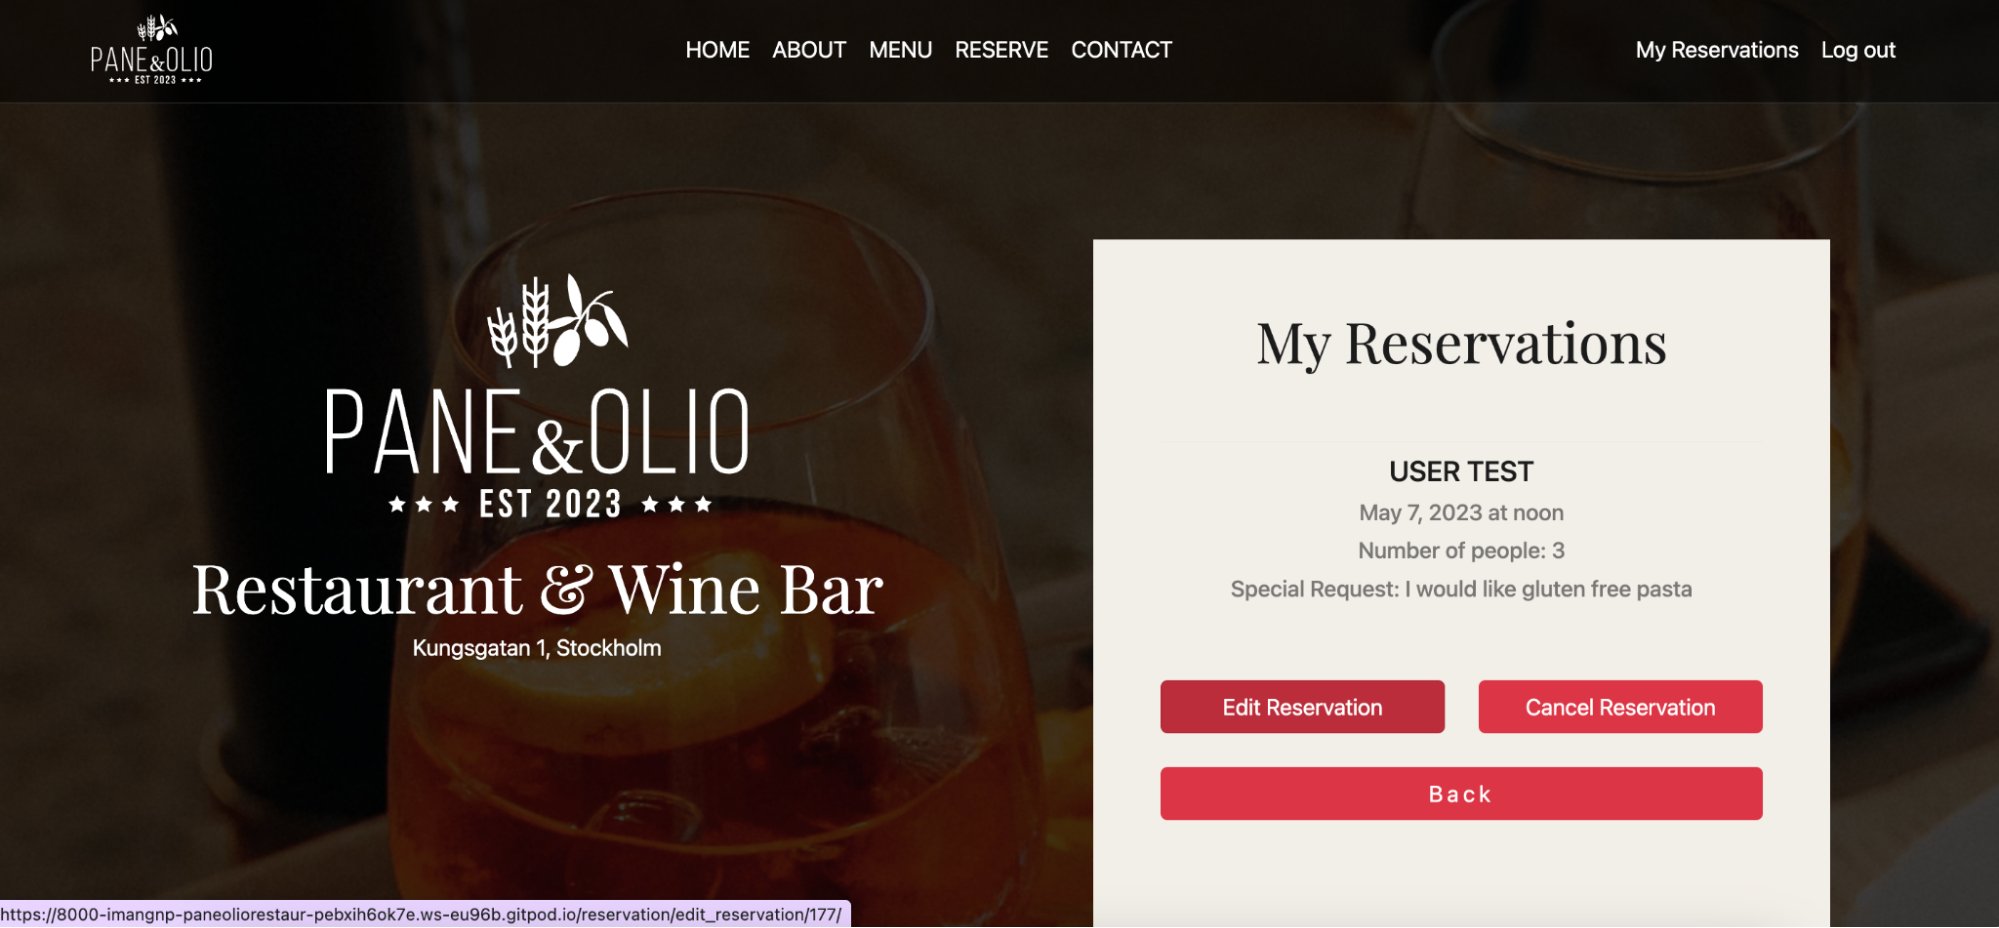 PANE&OLIO
EST 2023
HOME ABOUT MENU RESERVE CONTACT
My Reservations Log out
PANE&OLIO
EST 2023
Restaurant & Wine Bar
Kungsgatan 1, Stockholm
My Reservations
USER TEST
May 7, 2023 at noon
Number of people: 3
Special Request: I would like gluten free pasta
Edit Reservation Cancel Reservation
Back
https://8000-imangnp-paneoliorestaur-pebxih6ok7e.ws-eu96b.gitpod.io/reservation/edit_reservation/177/